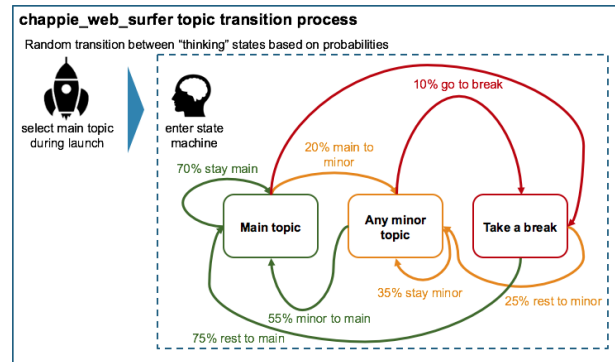 chappie_web_surfer topic transition process
Random transition between “thinking” states based on probabilities
select main topic
during launch
enter state
machine
10% go to break
20% main to
minor
70% stay main
Main topic
Any minor
topic
Take a break
35% stay minor
25% rest to minor
55% minor to main
75% rest to main